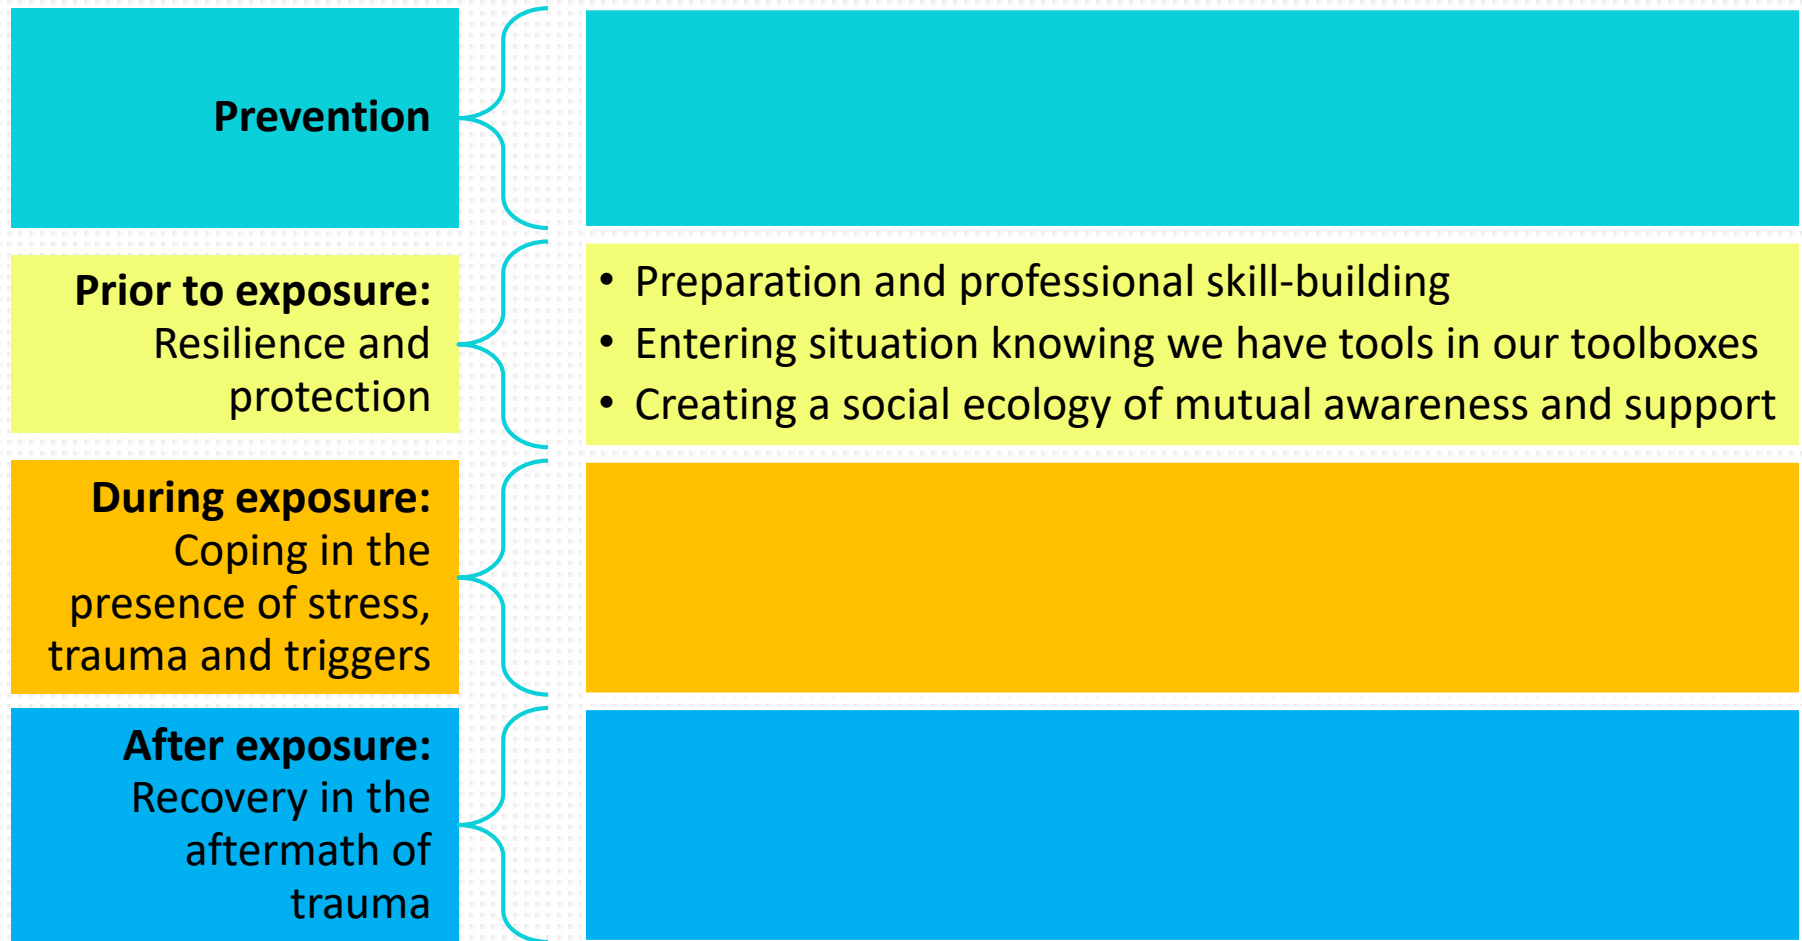 Prevention
Prior to exposure:
Resilience and
protection
• Preparation and professional skill-building
• Entering situation knowing we have tools in our toolboxes
• Creating a social ecology of mutual awareness and support
During exposure:
Coping in the
presence of stress,
trauma and triggers
After exposure:
Recovery in the
aftermath of
trauma